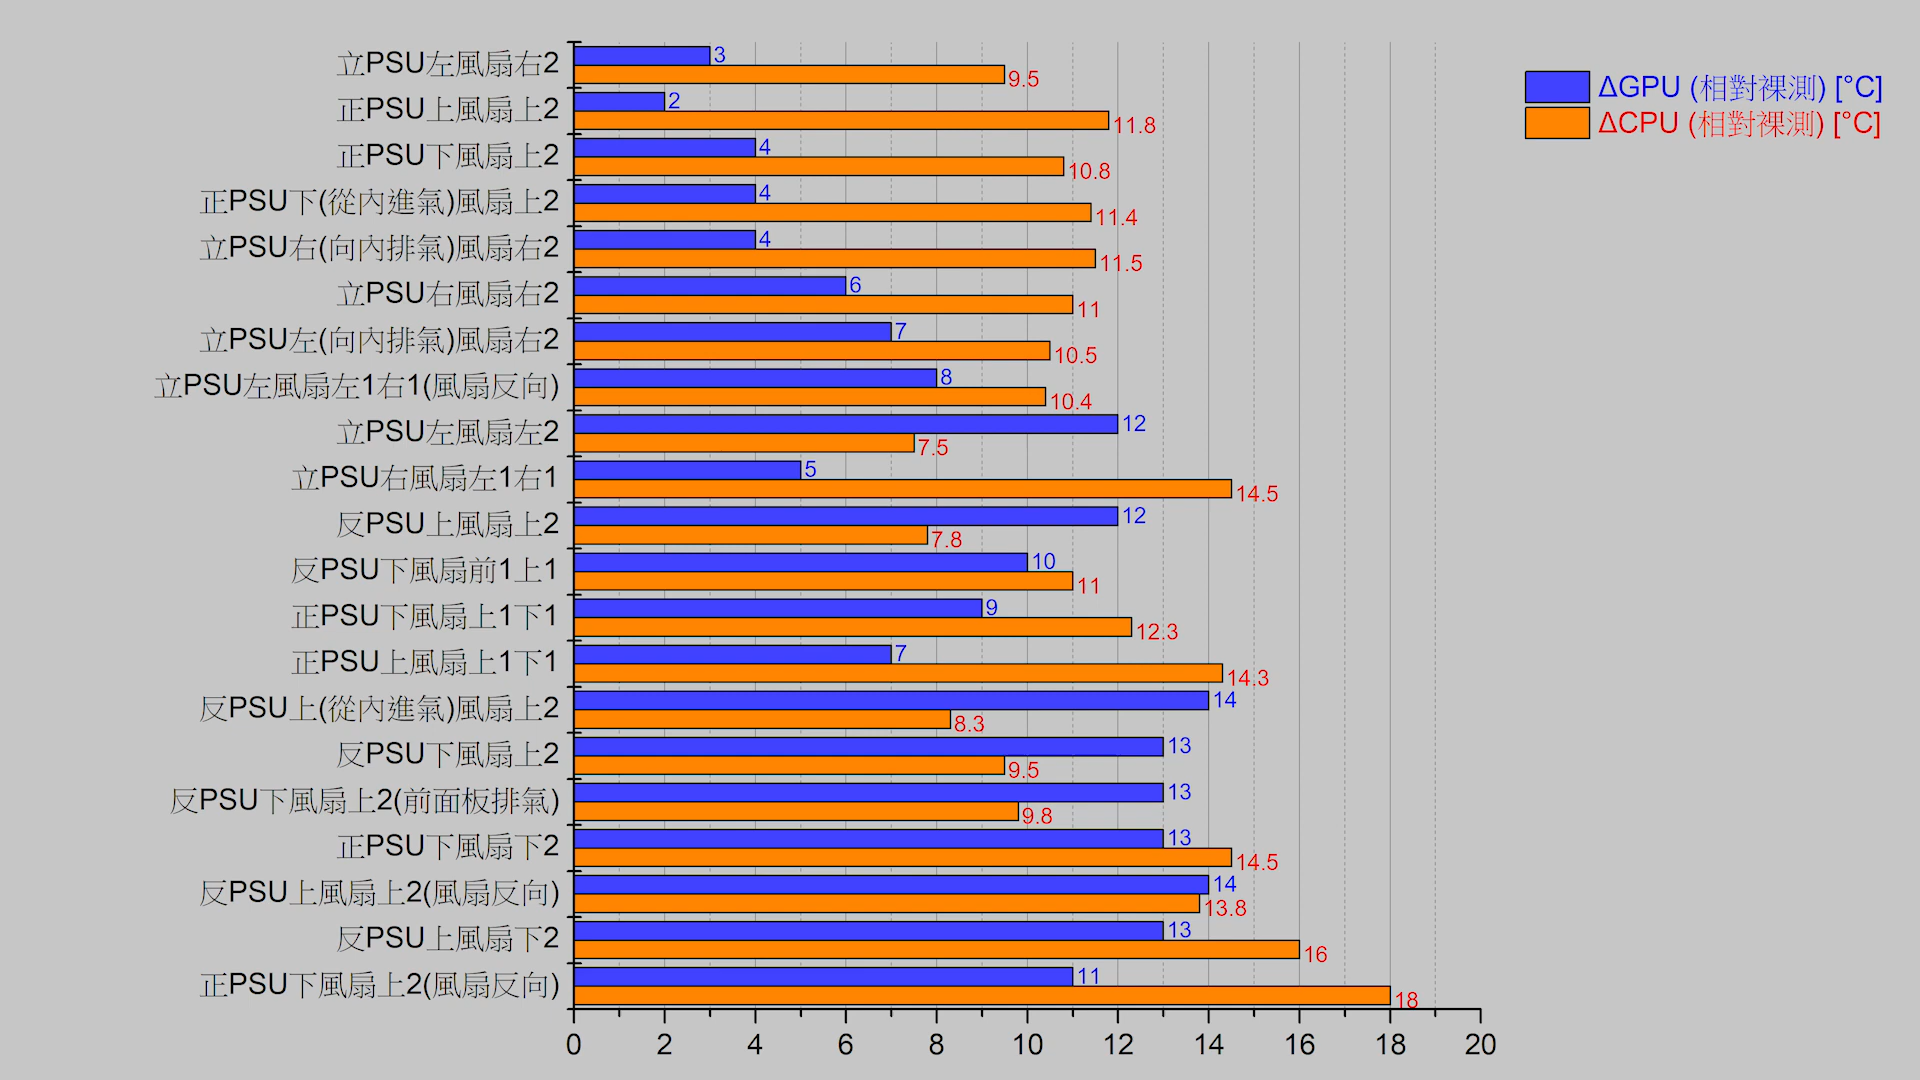 立PSU左風扇右2 3 9.5
正PSU上風扇上2 2 11.8
正PSU下風扇上2 4 10.8
正PSU下(從內進氣)風扇上2 4 11.4
立PSU右(向內排氣)風扇右2 4 11.5
立PSU右風扇右2 6 11
立PSU左(向內排氣)風扇右2 7 10.5
立PSU左風扇左1右1(風扇反向) 8 10.4
立PSU左風扇左2 12 7.5
立PSU右風扇左1右1 5 14.5
反PSU上風扇上2 12 7.8
反PSU下風扇前1上1 10 11
正PSU下風扇上1下1 9 12.3
正PSU上風扇上1下1 7 14.3
反PSU上(從內進氣)風扇上2 14 8.3
反PSU下風扇上2 13 9.5
反PSU下風扇上2(前面板排氣) 13 9.8
正PSU下風扇下2 13 14.5
反PSU上風扇上2(風扇反向) 14 13.8
反PSU上風扇下2 13 16
正PSU下風扇上2(風扇反向) 11 18
0 2 4 6 8 10 12 14 16 18 20
ΔGPU (相對裸測) [°C]
ΔCPU (相對裸測) [°C]